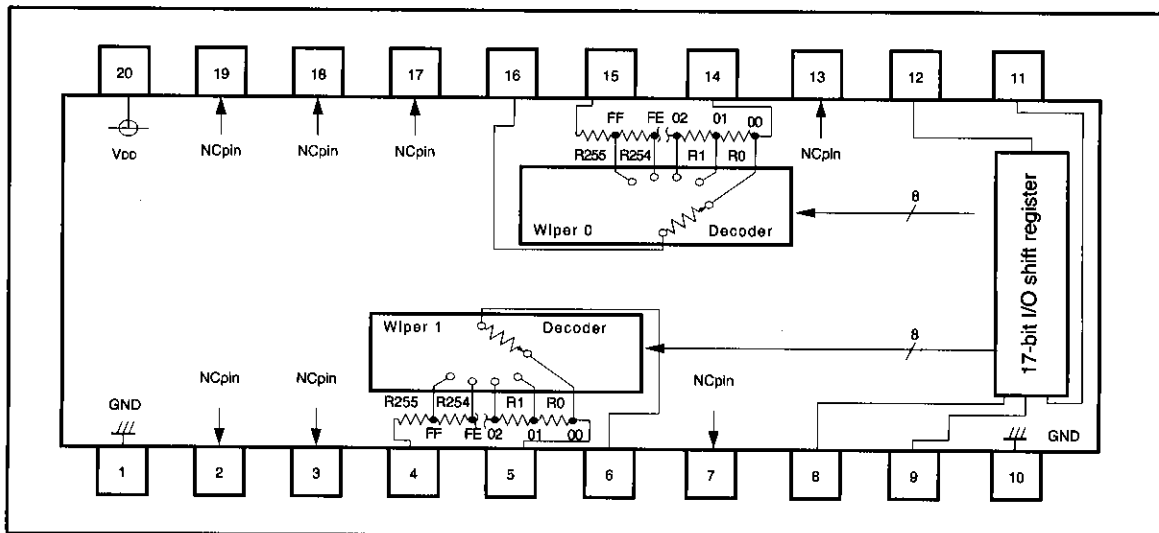 20 19 18 17 16 15 14 13 12 11
VDD NCpin NCpin NCpin NCpin
FF FE 02 01 00
R255 R254 R1 R0
WIper 0 Decoder
8
17-bit I/O shift register
WIper 1 Decoder
8
R255 R254 R1 R0
FF FE 02 01 00
GND NCpin NCpin NCpin GND
1 2 3 4 5 6 7 8 9 10